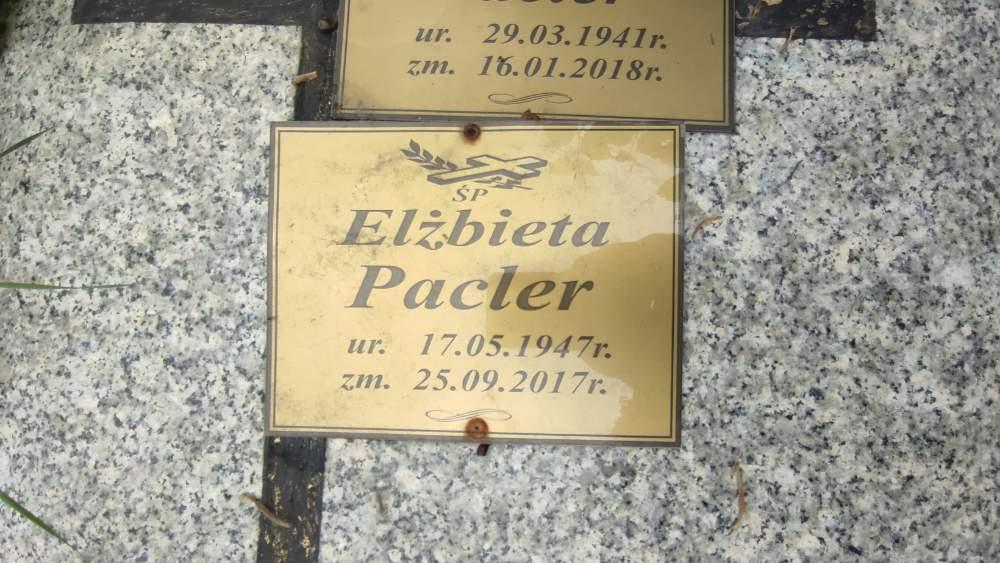 ur. 29.03.1941r.
zm. 16.01.2018r.
ŚP
Elżbieta
Pacler
ur. 17.05.1947r.
zm. 25.09.2017r.